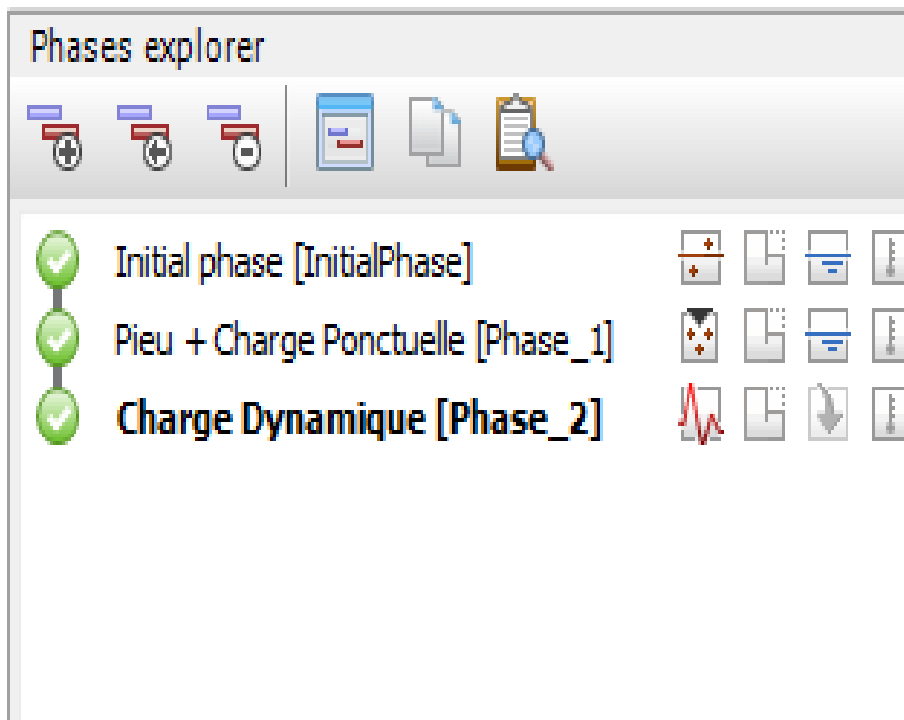 Phases explorer
Initial phase [InitialPhase]
Pieu + Charge Ponctuelle [Phase_1]
Charge Dynamique [Phase_2]